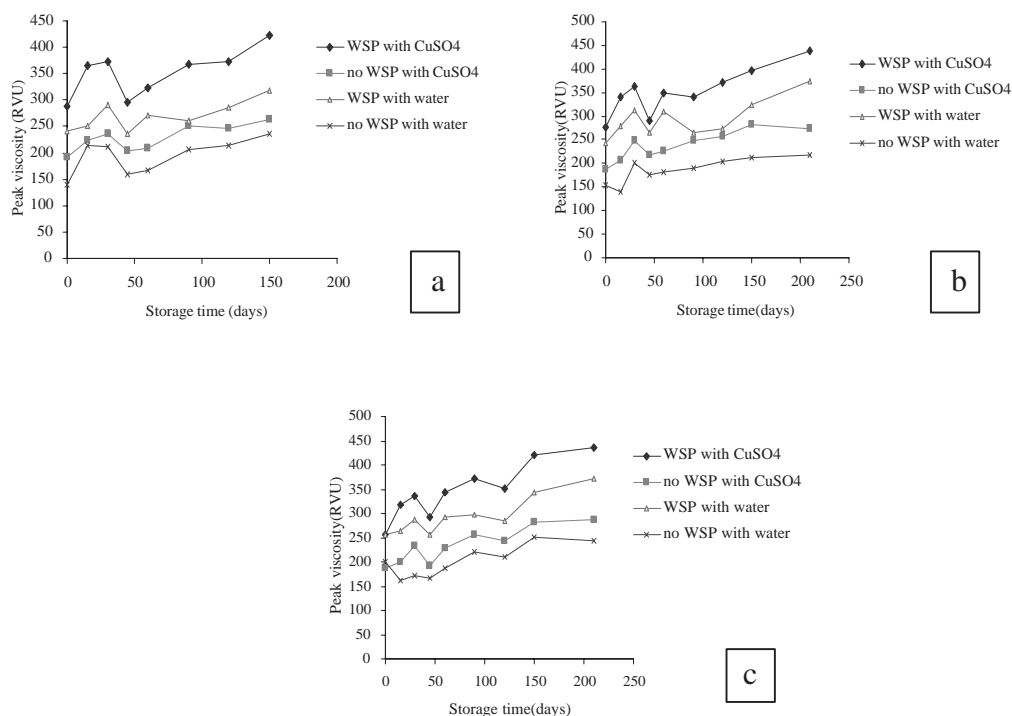 450
400
350
300
250
200
150
100
50
0
Peak viscosity (RVU)
0 50 100 150 200
Storage time (days)
WSP with CuSO4
no WSP with CuSO4
WSP with water
no WSP with water
a
500
450
400
350
300
250
200
150
100
50
0
Peak viscosity(RVU)
0 50 100 150 200 250
Storage time(days)
WSP with CuSO4
no WSP with CuSO4
WSP with water
no WSP with water
b
500
450
400
350
300
250
200
150
100
50
0
Peak viscosity(RVU)
0 50 100 150 200 250
Storage time(days)
WSP with CuSO4
no WSP with CuSO4
WSP with water
no WSP with water
c